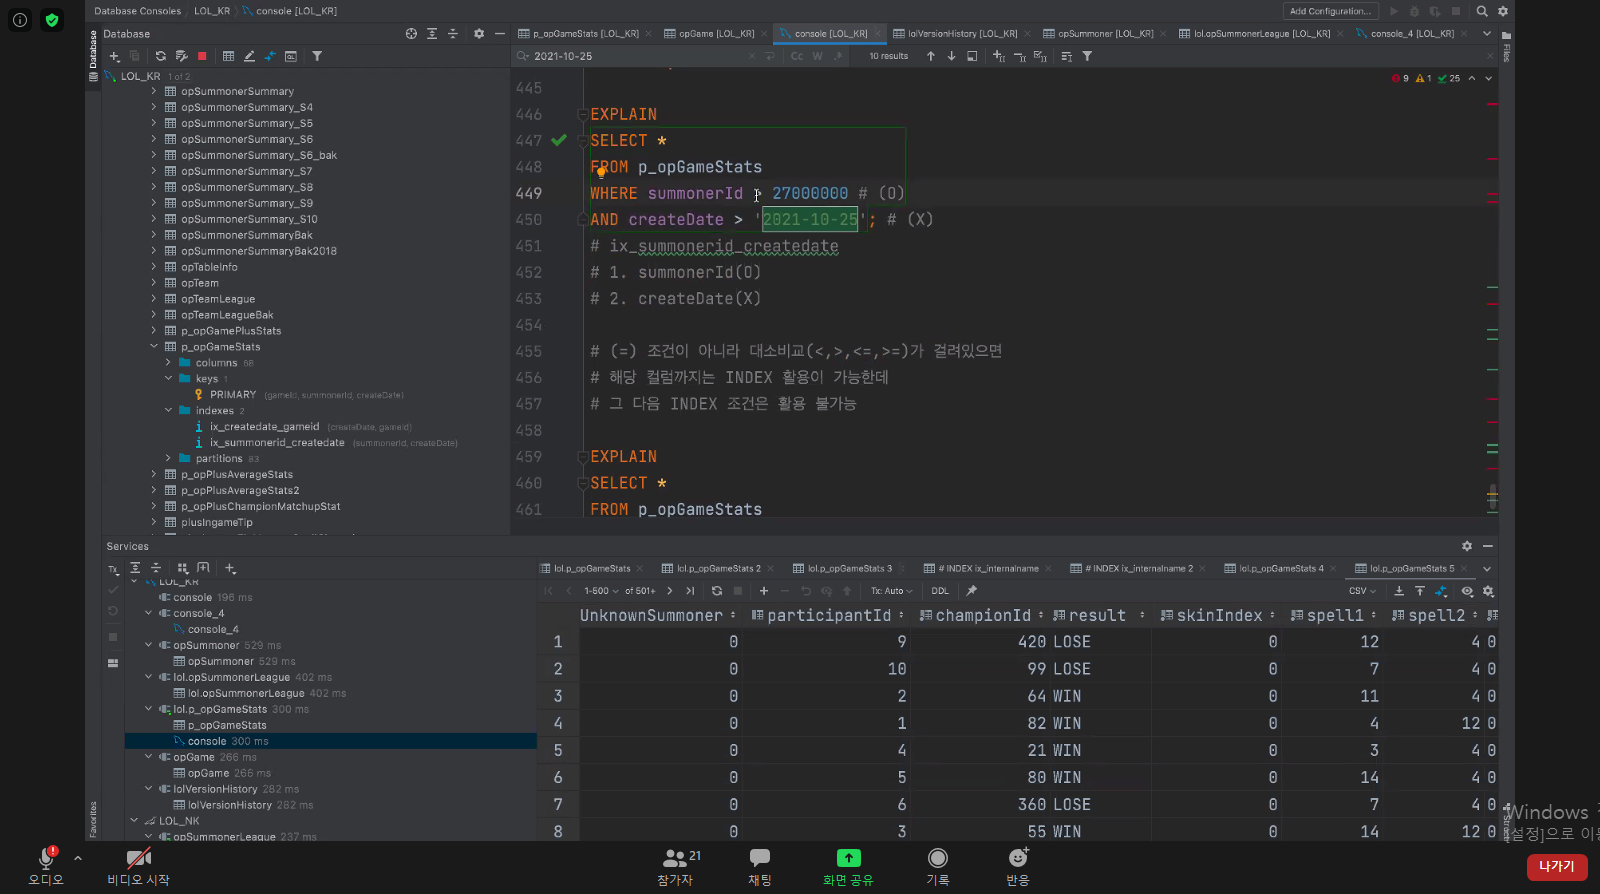 Database Consoles
LOL_KR
console [LOL_KR]
Add Configuration...
Database
p_opGameStats [LOL_KR]
opGame [LOL_KR]
console [LOL_KR]
lolVersionHistory [LOL_KR]
opSummoner [LOL_KR]
lol.opSummonerLeague [LOL_KR]
console_4 [LOL_KR]
Database
Files
2021-10-25
Cc
W
10 results
LOL_KR 1 of 2
9
1
25
opSummonerSummary
opSummonerSummary_S4
opSummonerSummary_S5
opSummonerSummary_S6
opSummonerSummary_S6_bak
opSummonerSummary_S7
opSummonerSummary_S8
opSummonerSummary_S9
opSummonerSummary_S10
opSummonerSummaryBak
opSummonerSummaryBak2018
opTableInfo
opTeam
opTeamLeague
opTeamLeagueBak
p_opGamePlusStats
p_opGameStats
columns 68
keys 1
PRIMARY (gameId, summonerId, createDate)
indexes 2
ix_createdate_gameid (createDate, gameId)
ix_summonerid_createdate (summonerId, createDate)
partitions 83
p_opPlusAverageStats
p_opPlusAverageStats2
p_opPlusChampionMatchupStat
plusIngameTip
445
446 EXPLAIN
447 SELECT *
448 FROM p_opGameStats
449 WHERE summonerId > 27000000 # (O)
450 AND createDate > '2021-10-25'; # (X)
451 # ix_summonerid_createdate
452 # 1. summonerId(O)
453 # 2. createDate(X)
454
455 # (=) 조건이 아니라 대소비교(<,>,<=,>=)가 걸려있으면
456 # 해당 컬럼까지는 INDEX 활용이 가능한데
457 # 그 다음 INDEX 조건은 활용 불가능
458
459 EXPLAIN
460 SELECT *
461 FROM p_opGameStats
Services
Tx
LOL_KR
console 196 ms
console_4
console_4
opSummoner 529 ms
opSummoner 529 ms
lol.opSummonerLeague 402 ms
lol.opSummonerLeague 402 ms
lol.p_opGameStats 300 ms
p_opGameStats
console 300 ms
opGame 266 ms
opGame 266 ms
lolVersionHistory 282 ms
lolVersionHistory 282 ms
LOL_NK
opSummonerLeague 237 ms
Favorites
lol.p_opGameStats
lol.p_opGameStats 2
lol.p_opGameStats 3
# INDEX ix_internalname
# INDEX ix_internalname 2
lol.p_opGameStats 4
lol.p_opGameStats 5
1-500
of 501+
Tx: Auto
DDL
CSV
UnknownSummoner participantId championId result skinIndex spell1 spell2
1 0 9 420 LOSE 0 12 4 0
2 0 10 99 LOSE 0 7 4 0
3 0 2 64 WIN 0 11 4 0
4 0 1 82 WIN 0 4 12 0
5 0 4 21 WIN 0 3 4 0
6 0 5 80 WIN 0 14 4 0
7 0 6 360 LOSE 0 7 4 0
8 0 3 55 WIN 0 14 12 0
Windows
[설정]으로 이동
오디오
비디오 시작
21
참가자
채팅
화면 공유
기록
반응
나가기